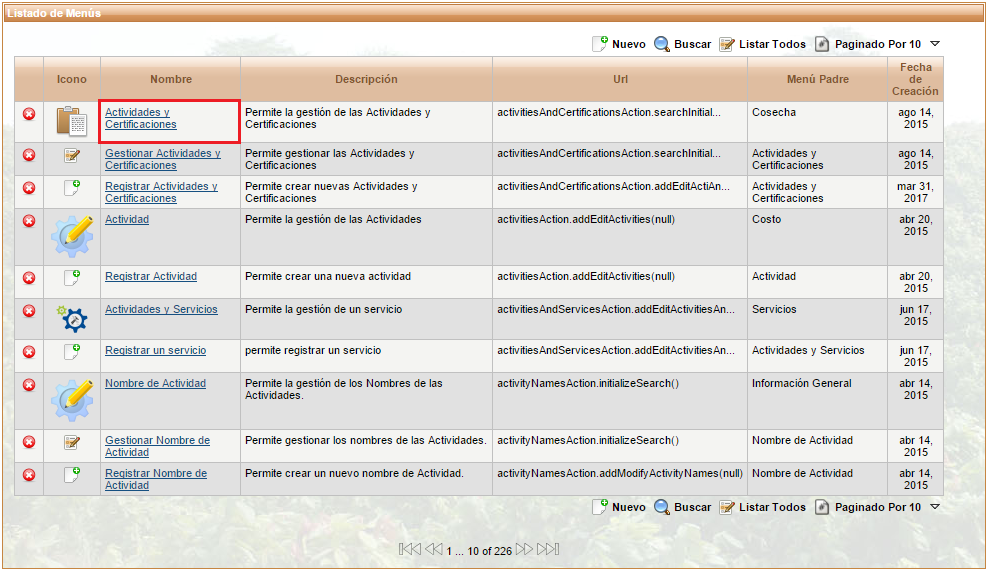 Listado de Menús
Nuevo Buscar Listar Todos Paginado Por 10
Icono Nombre Descripción Url Menú Padre Fecha de Creación
Actividades y Certificaciones Permite la gestión de las Actividades y Certificaciones activitiesAndCertificationsAction.searchInitial... Cosecha ago 14, 2015
Gestionar Actividades y Certificaciones Permite gestionar las Actividades y Certificaciones activitiesAndCertificationsAction.searchInitial... Actividades y Certificaciones ago 14, 2015
Registrar Actividades y Certificaciones Permite crear nuevas Actividades y Certificaciones activitiesAndCertificationsAction.addEditActiAn... Actividades y Certificaciones mar 31, 2017
Actividad Permite la gestión de las Actividades activitiesAction.addEditActivities(null) Costo abr 20, 2015
Registrar Actividad Permite crear una nueva actividad activitiesAction.addEditActivities(null) Actividad abr 20, 2015
Actividades y Servicios Permite la gestión de un servicio activitiesAndServicesAction.addEditActivitiesAn... Servicios jun 17, 2015
Registrar un servicio permite registrar un servicio activitiesAndServicesAction.addEditActivitiesAn... Actividades y Servicios jun 17, 2015
Nombre de Actividad Permite la gestión de los Nombres de las Actividades. activityNamesAction.initializeSearch() Información General abr 14, 2015
Gestionar Nombre de Actividad Permite gestionar los nombres de las Actividades. activityNamesAction.initializeSearch() Nombre de Actividad abr 14, 2015
Registrar Nombre de Actividad Permite crear un nuevo nombre de Actividad. activityNamesAction.addModifyActivityNames(null) Nombre de Actividad abr 14, 2015
Nuevo Buscar Listar Todos Paginado Por 10
1 ... 10 of 226